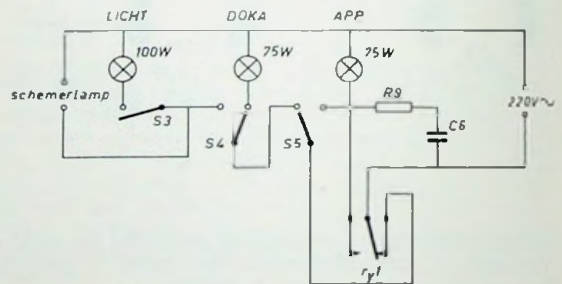 LICHT DOKA APP
100W 75W 75W
schemerlamp
S3
S4
S5
R9
C6
220V~
ry1